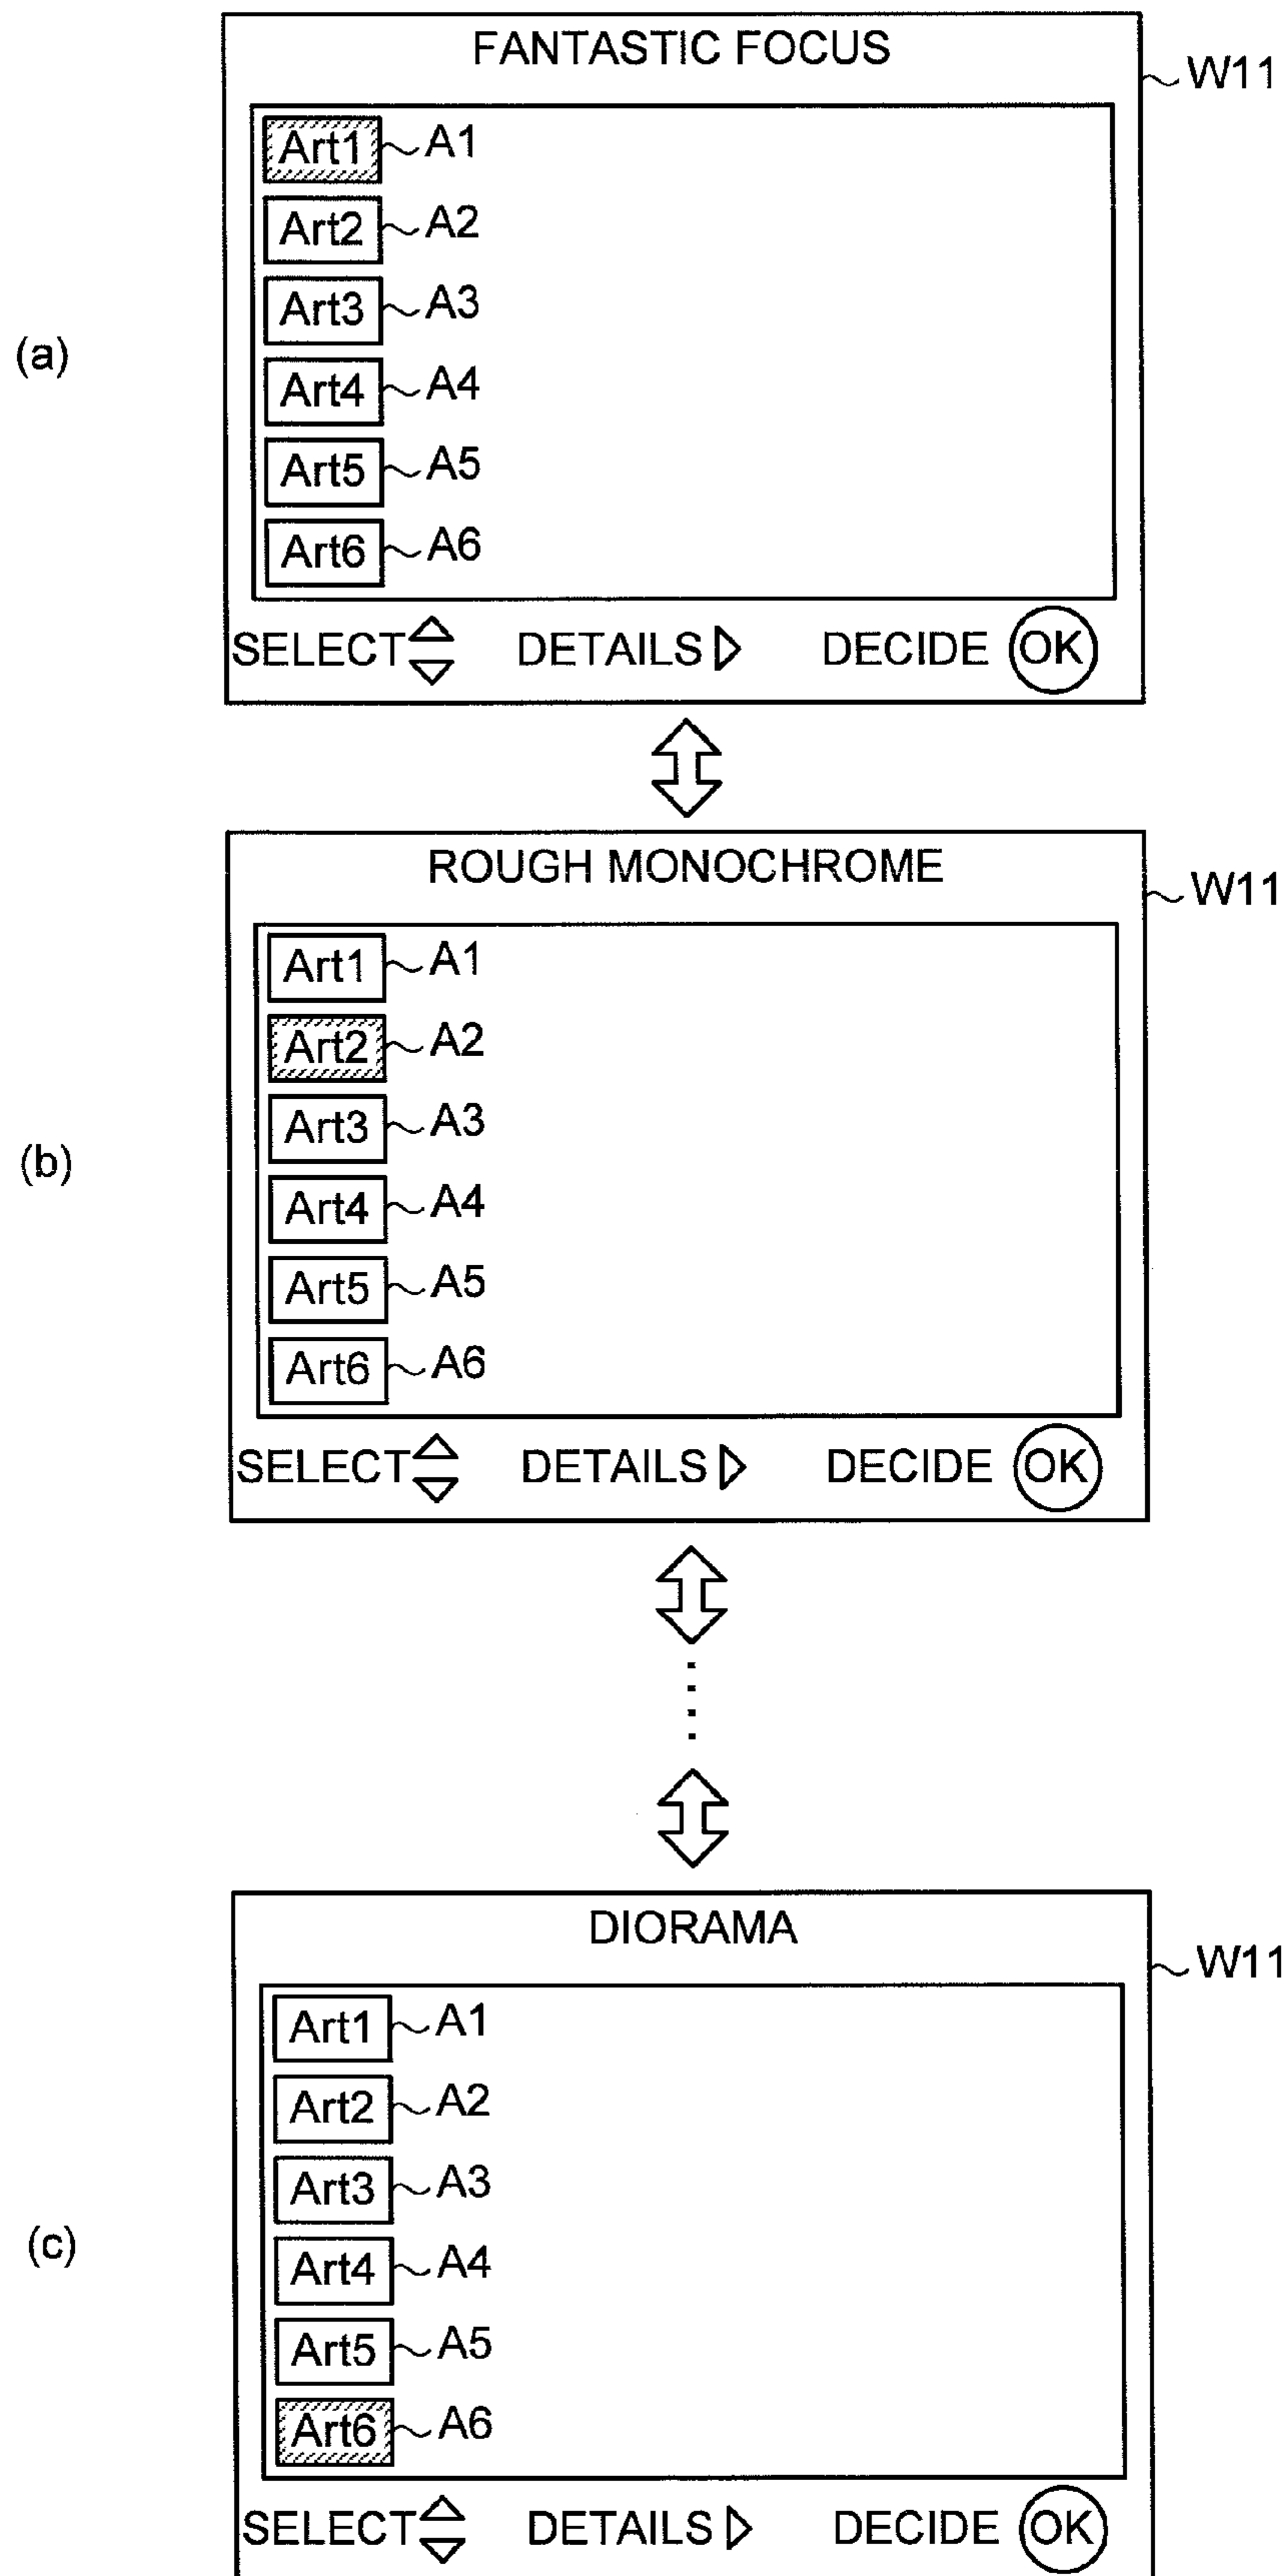 FANTASTIC FOCUS
W11
Art1 A1
Art2 A2
Art3 A3
(a)
Art4 A4
Art5 A5
Art6 A6
SELECT DETAILS DECIDE OK
ROUGH MONOCHROME
W11
Art1 A1
Art2 A2
Art3 A3
(b)
Art4 A4
Art5 A5
Art6 A6
SELECT DETAILS DECIDE OK
DIORAMA
W11
Art1 A1
Art2 A2
Art3 A3
(c)
Art4 A4
Art5 A5
Art6 A6
SELECT DETAILS DECIDE OK